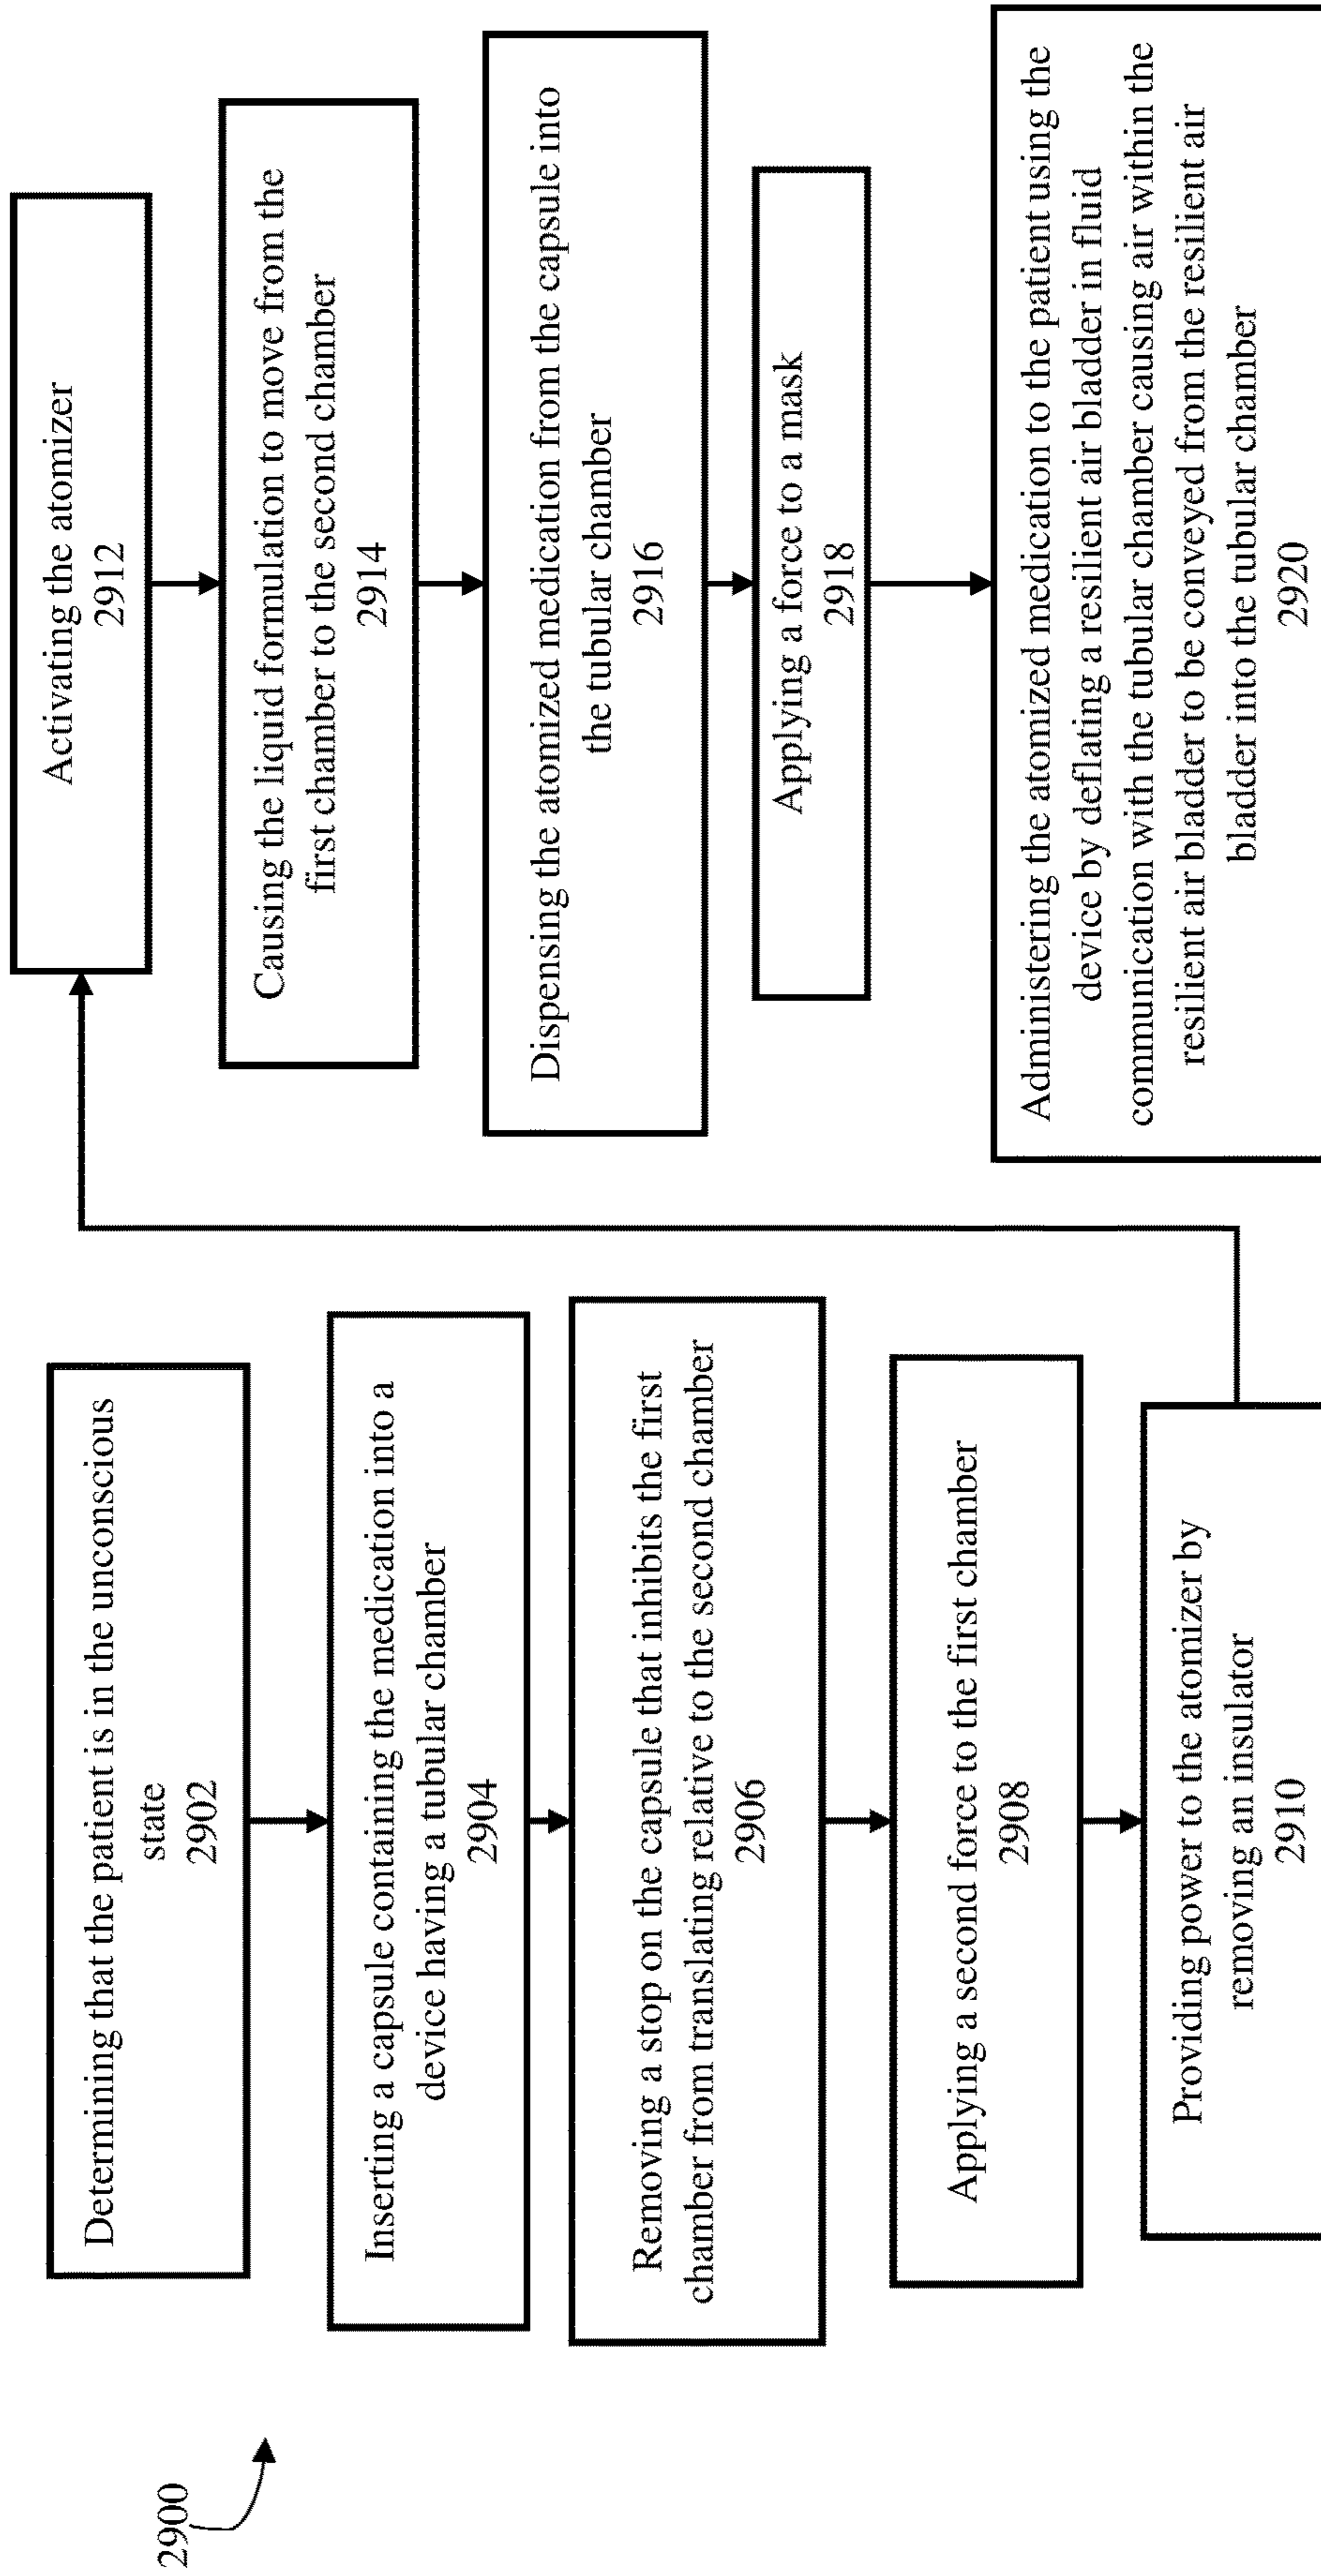 2900
Determining that the patient is in the unconscious
state
2902
Inserting a capsule containing the medication into a
device having a tubular chamber
2904
Removing a stop on the capsule that inhibits the first
chamber from translating relative to the second chamber
2906
Applying a second force to the first chamber
2908
Providing power to the atomizer by
removing an insulator
2910
Activating the atomizer
2912
Causing the liquid formulation to move from the
first chamber to the second chamber
2914
Dispensing the atomized medication from the capsule into
the tubular chamber
2916
Applying a force to a mask
2918
Administering the atomized medication to the patient using the
device by deflating a resilient air bladder in fluid
communication with the tubular chamber causing air within the
resilient air bladder to be conveyed from the resilient air
bladder into the tubular chamber
2920